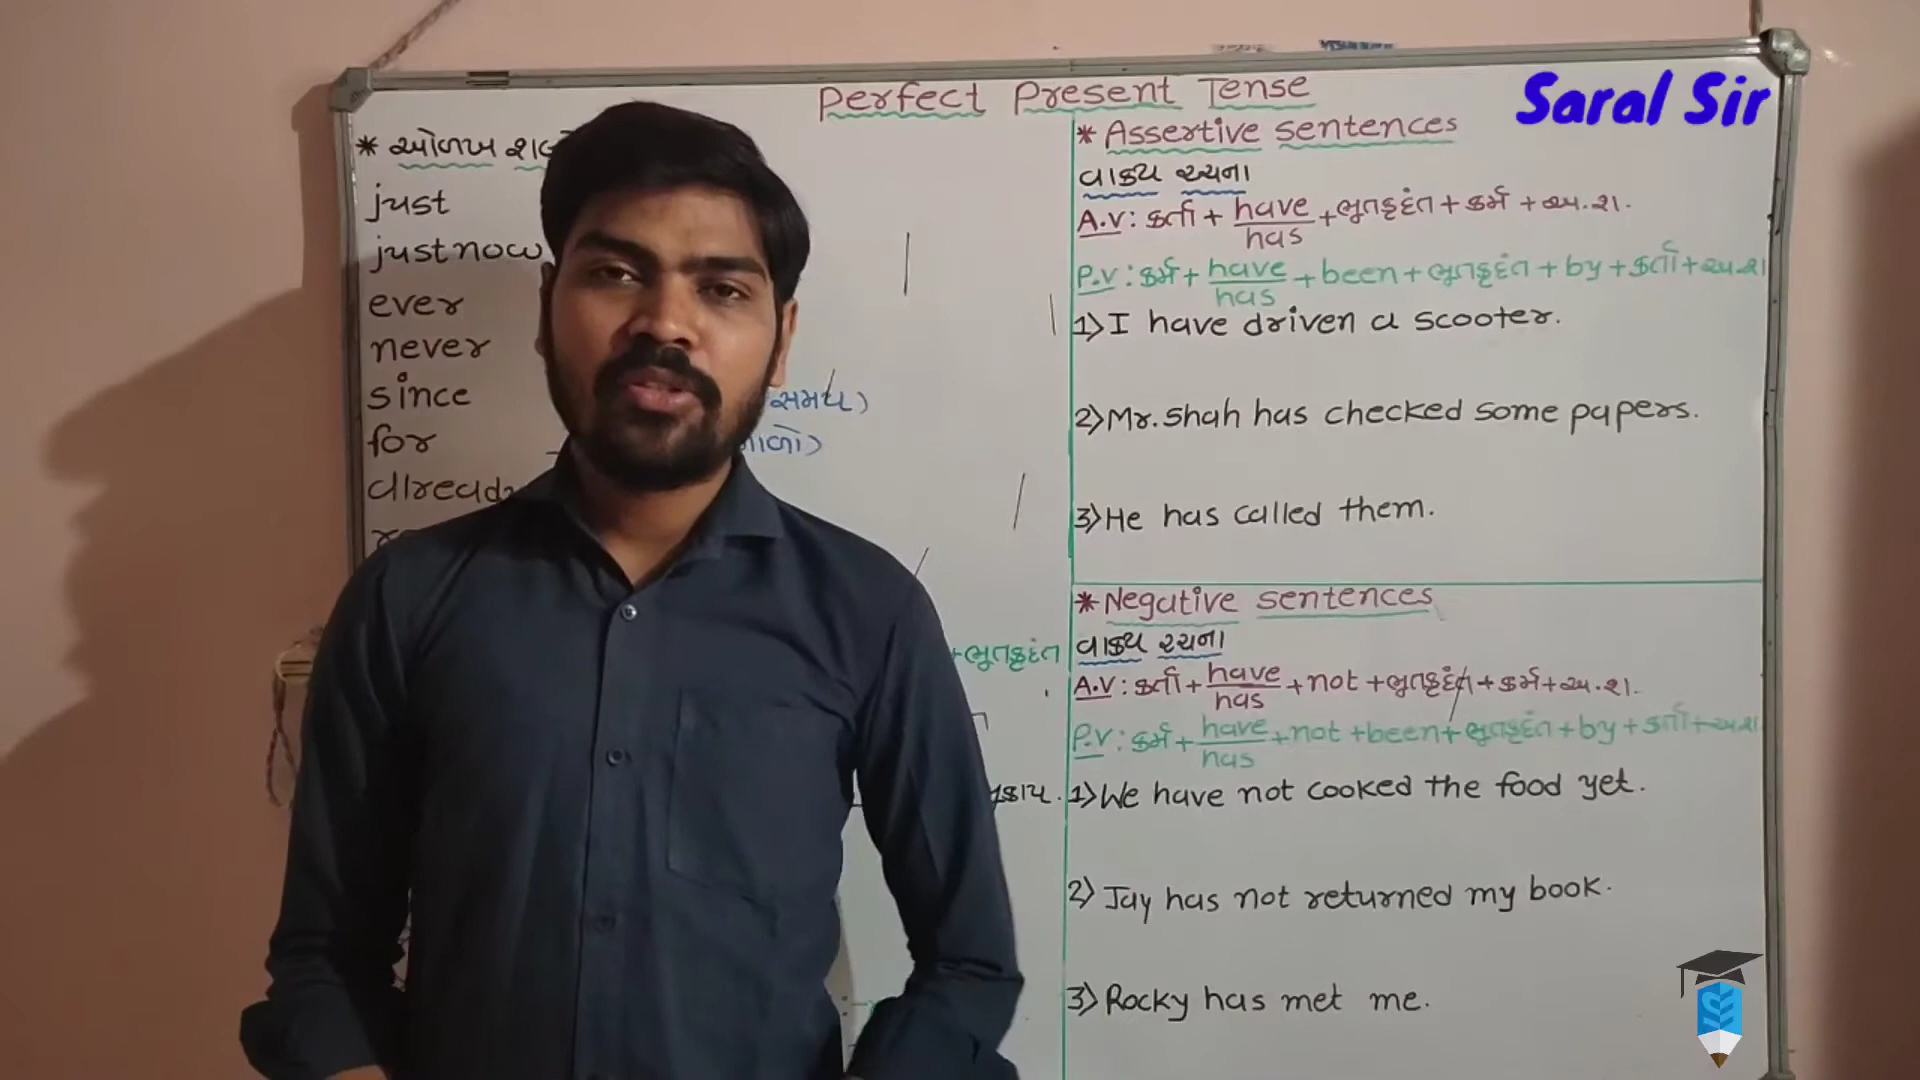 Perfect Present Tense
Saral Sir
* ઓળખ
just
just now
ever
never
since
સમય)
for
* Assertive sentences
વાક્ય રચના
A.V: કર્તા + have/has + ભૂતકૃદંત + કર્મ + અ.શ.
P.V: કર્મ + have/has + been + ભૂતકૃદંત + by + કર્તા + અ.શ
1) I have driven a scooter.
2) Mr. Shah has checked some papers.
3) He has called them.
* Negative sentences
વાક્ય રચના
+ભૂતકૃદંત
A.V: કર્તા + have/has + not + ભૂતકૃદંત + કર્મ + અ.શ.
P.V: કર્મ + have/has + not + been + ભૂતકૃદંત + by + કર્તા + અ.શ
1) We have not cooked the food yet.
2) Jay has not returned my book.
3) Rocky has met me.